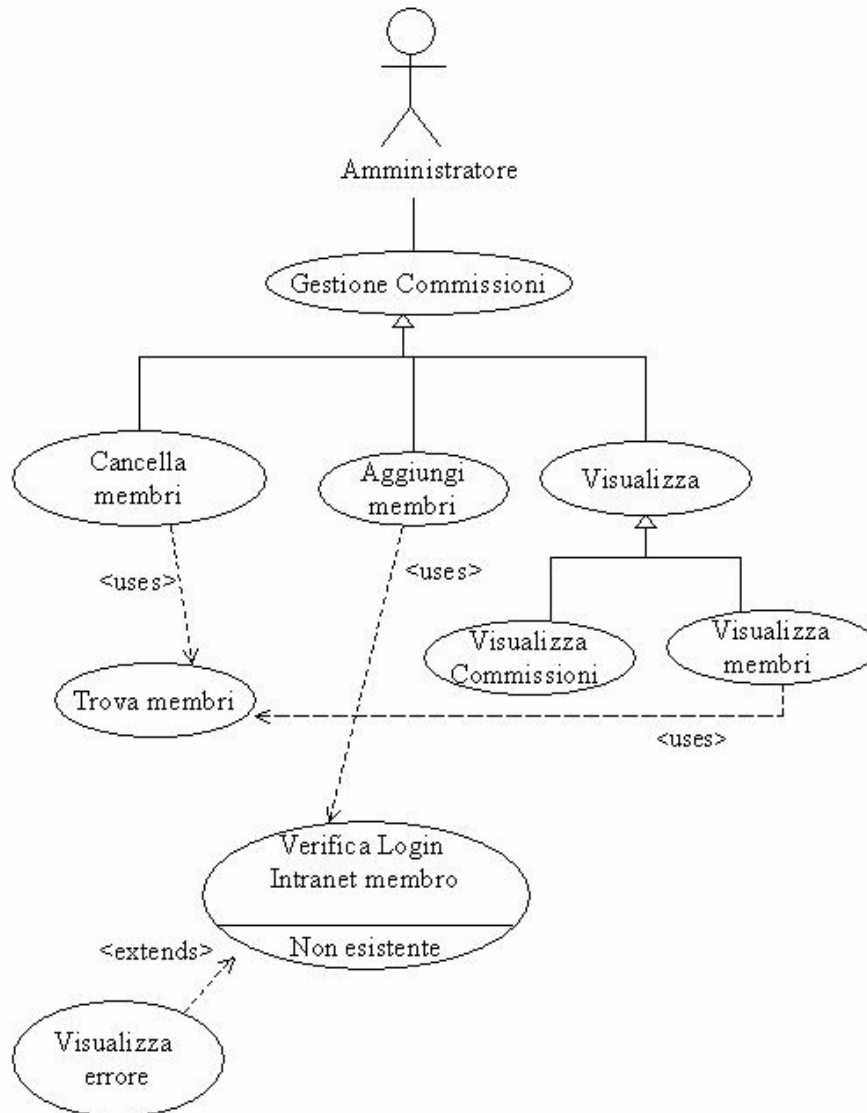 Amministratore
Gestione Commissioni
Cancella
membri
Aggiungi
membri
Visualizza
<uses>
<uses>
Visualizza
Commissioni
Visualizza
membri
Trova membri
<uses>
Verifica Login
Intranet membro
Non esistente
<extends>
Visualizza
errore